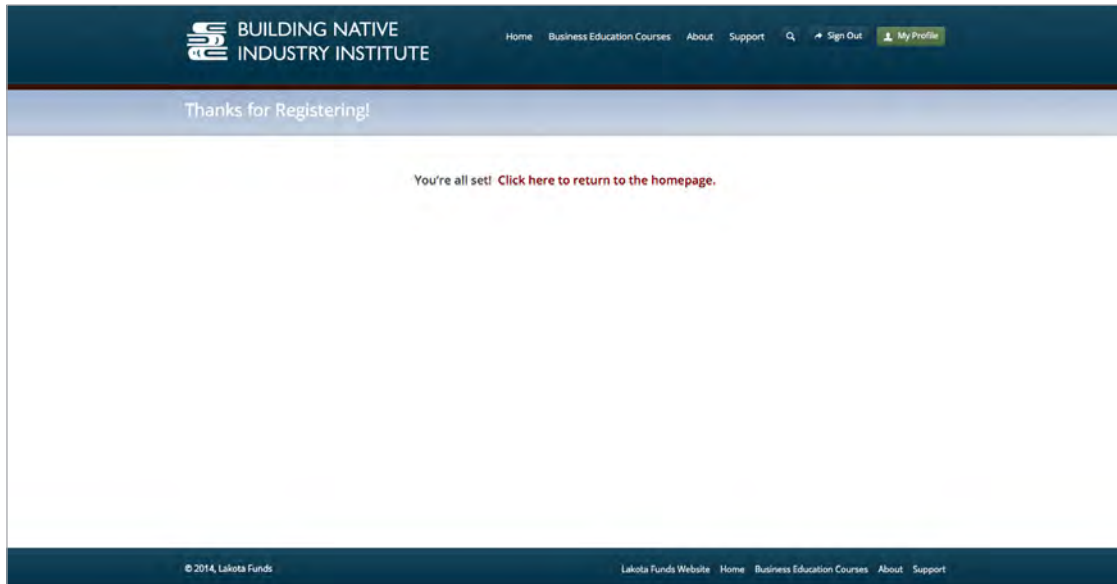 BUILDING NATIVE
INDUSTRY INSTITUTE
Home Business Education Courses About Support Sign Out My Profile
Thanks for Registering!
You're all set! Click here to return to the homepage.
© 2014, Lakota Funds Lakota Funds Website Home Business Education Courses About Support